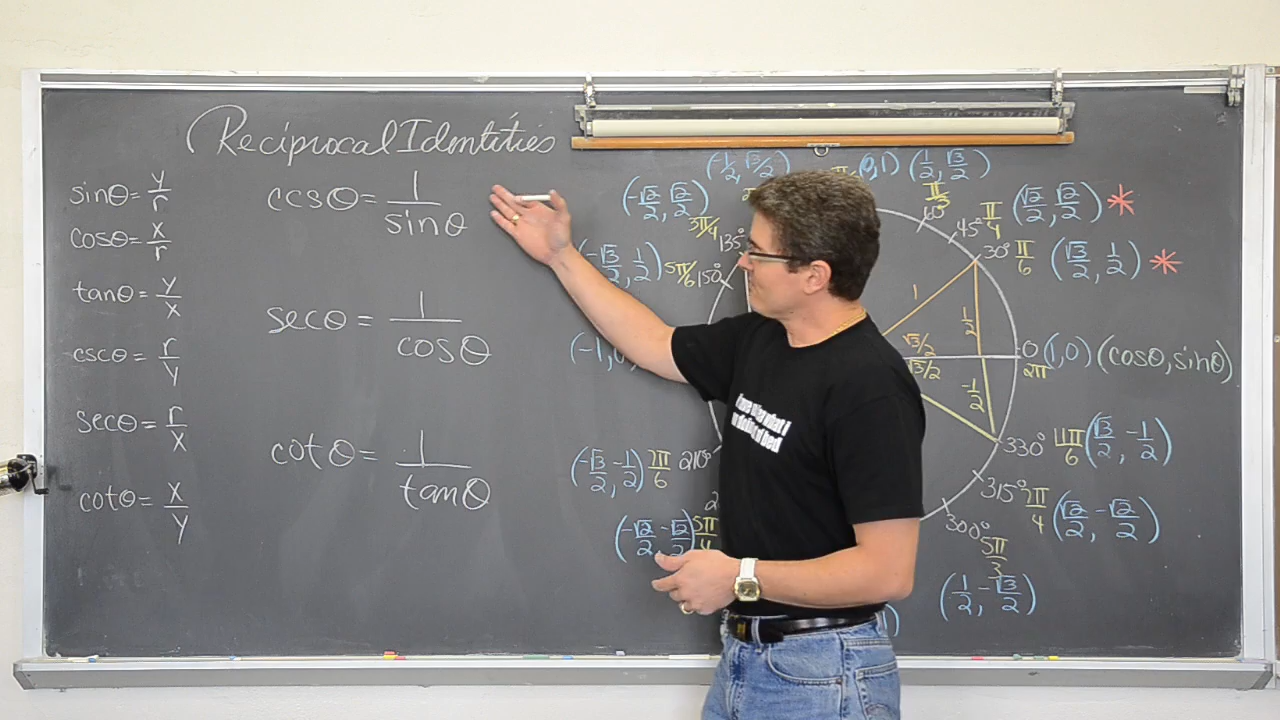 Reciprocal Identities
sinθ = y/r
cosθ = x/r
tanθ = y/x
cscθ = r/y
secθ = r/x
cotθ = x/y
ccsθ = 1/sinθ
secθ = 1/cosθ
cotθ = 1/tanθ
(-1/2, √3/2)
(-√2/2, √2/2)
3π/4 135°
(-√3/2, 1/2) 5π/6 150°
(-√3/2, -1/2) 7π/6 210°
(-√2/2, -√2/2) 5π/4
(0,1) (1/2, √3/2)
π/3
45° π/4 (√2/2, √2/2) *
30° π/6 (√3/2, 1/2) *
1
1/2
√3/2
√3/2
-1/2
0 2π (1,0) (cosθ, sinθ)
330° 11π/6 (√3/2, -1/2)
315° 7π/4 (√2/2, -√2/2)
300° 5π/3
(1/2, -√3/2)